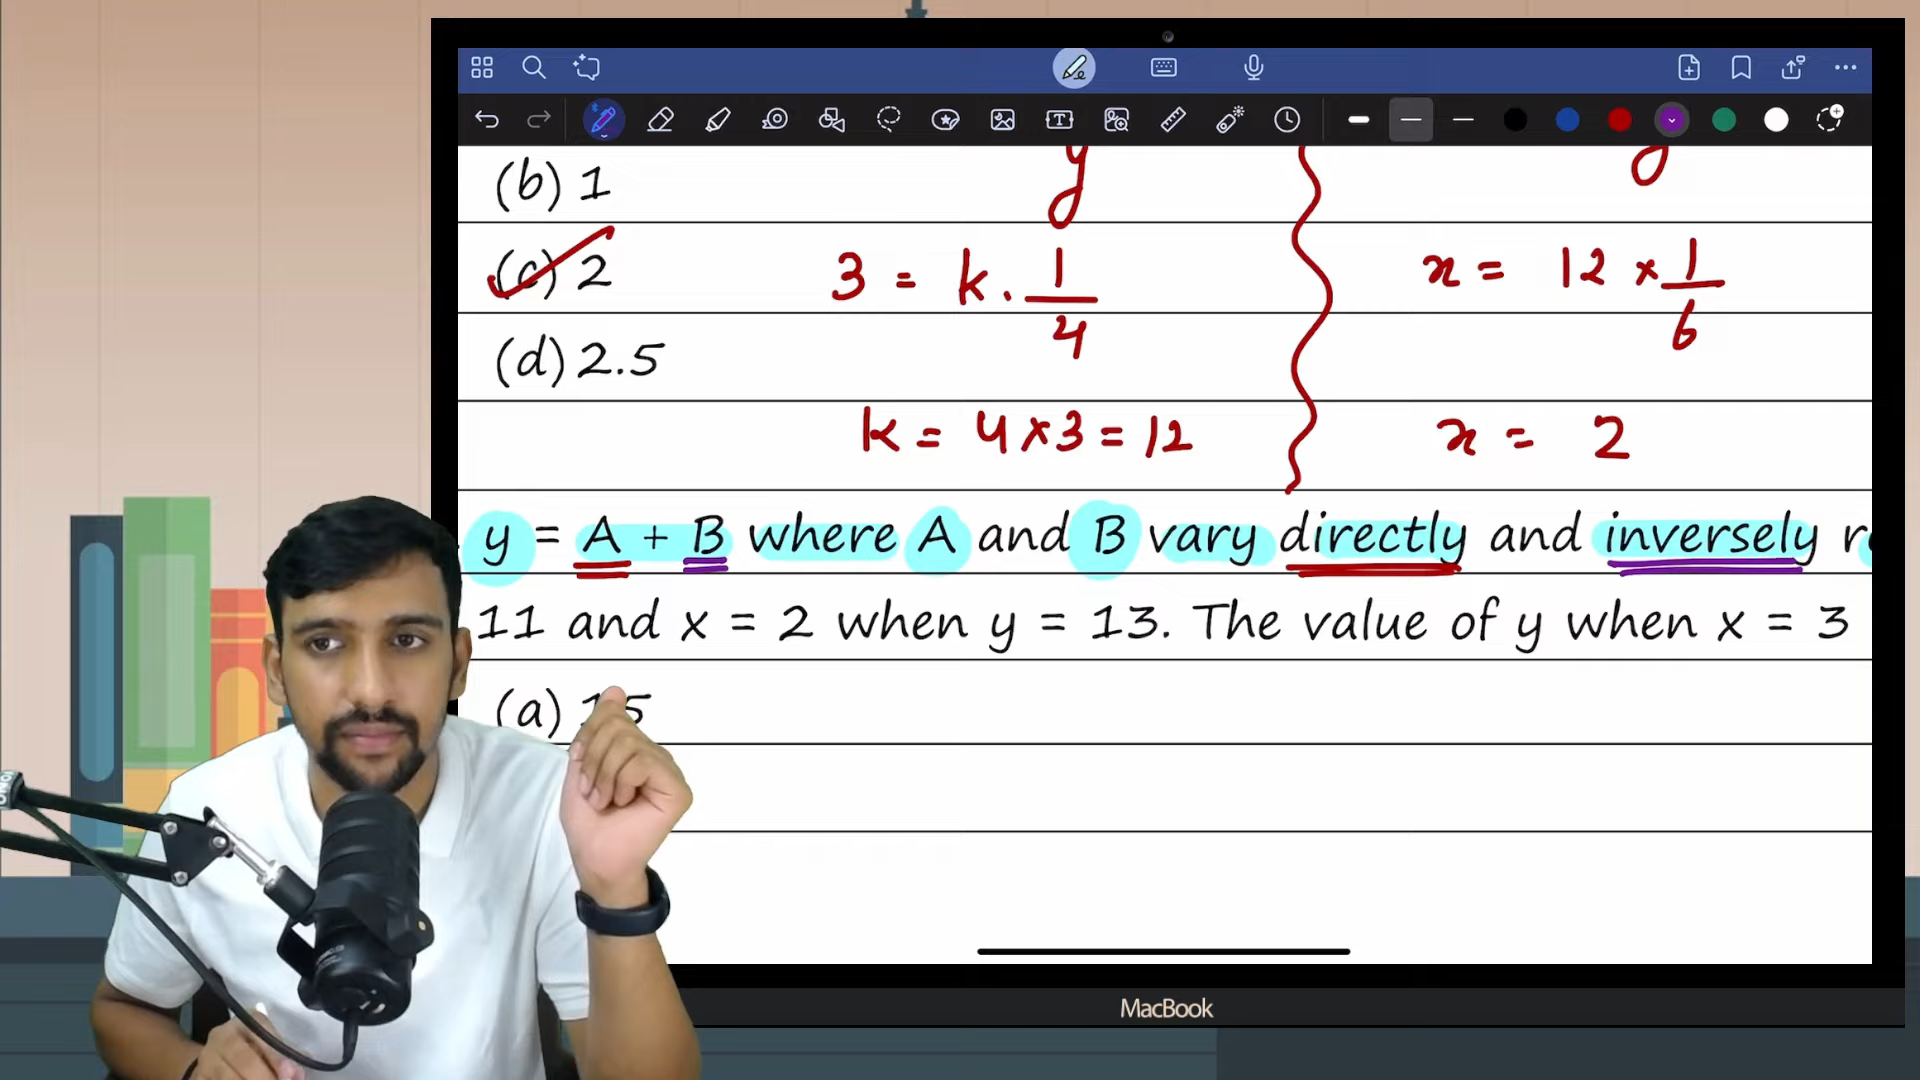 (b) 1
y
y
(c) 2
3 = k . 1/4
x = 12 × 1/6
(d) 2.5
k = 4 × 3 = 12
x = 2
y = A + B where A and B vary directly and inversely r
11 and x = 2 when y = 13. The value of y when x = 3
(a) 15
MacBook